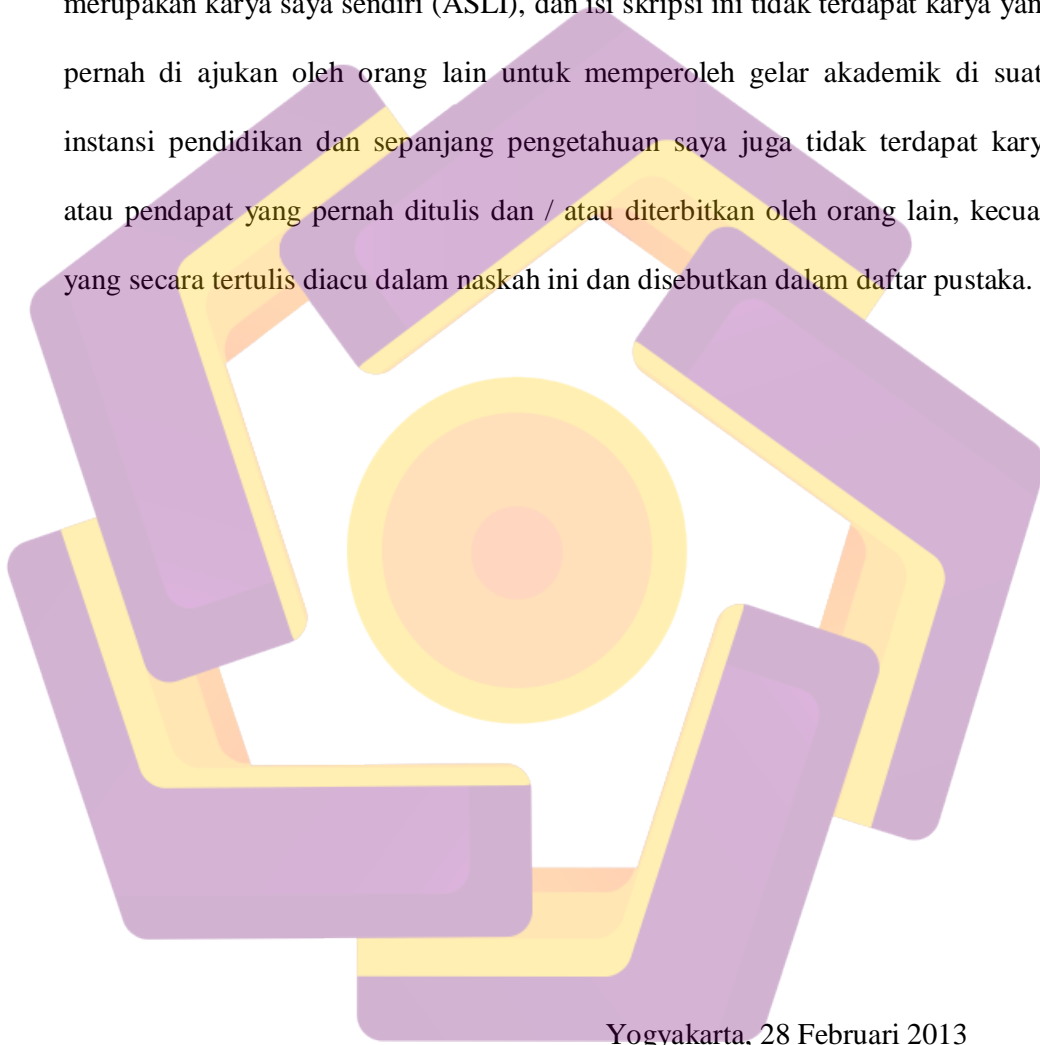 merupakan karya saya sendiri (ASLI), dan isi skripsi ini tidak terdapat karya yan
pernah di ajukan oleh orang lain untuk memperoleh gelar akademik di suat
instansi pendidikan dan sepanjang pengetahuan saya juga tidak terdapat kary
atau pendapat yang pernah ditulis dan / atau diterbitkan oleh orang lain, kecua
yang secara tertulis diacu dalam naskah ini dan disebutkan dalam daftar pustaka.
Yogyakarta, 28 Februari 2013